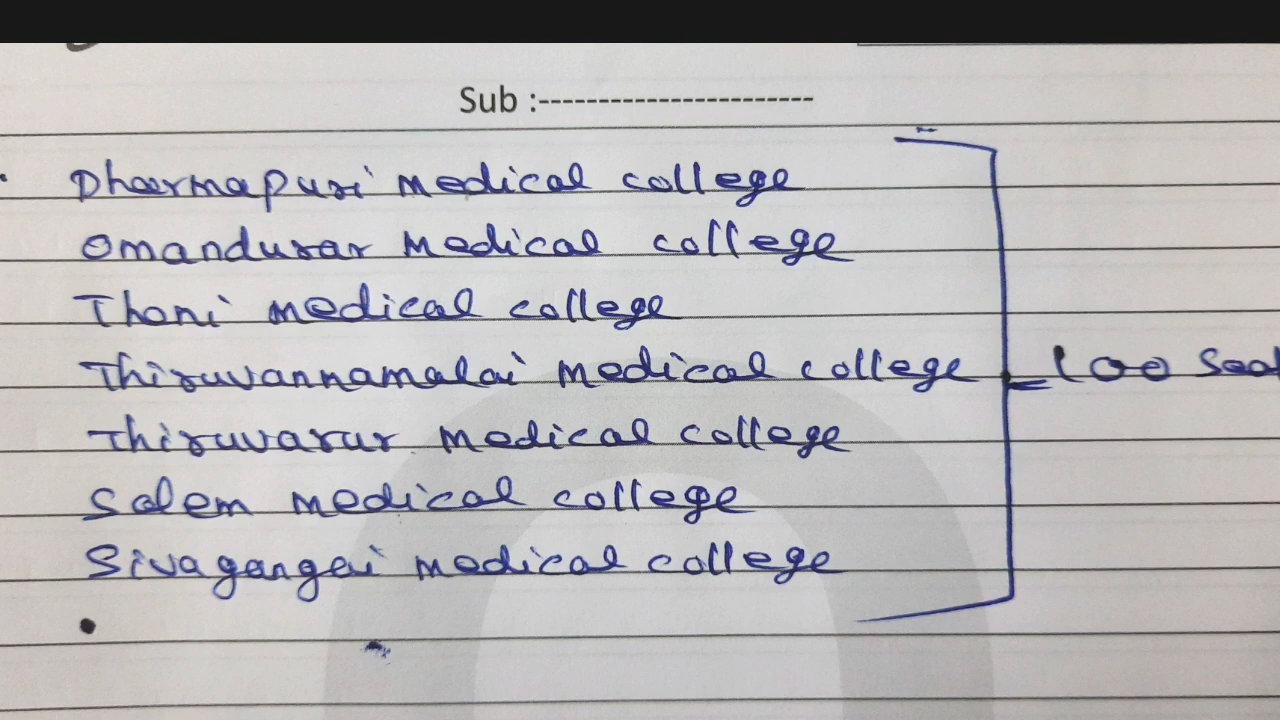 Sub :-----------------------
Dharmapuri medical college
Omandurar medical college
Thani medical college
Thiruvannamalai medical college - 100 Seat
Thiruvarur medical college
Salem medical college
Sivagangai medical college